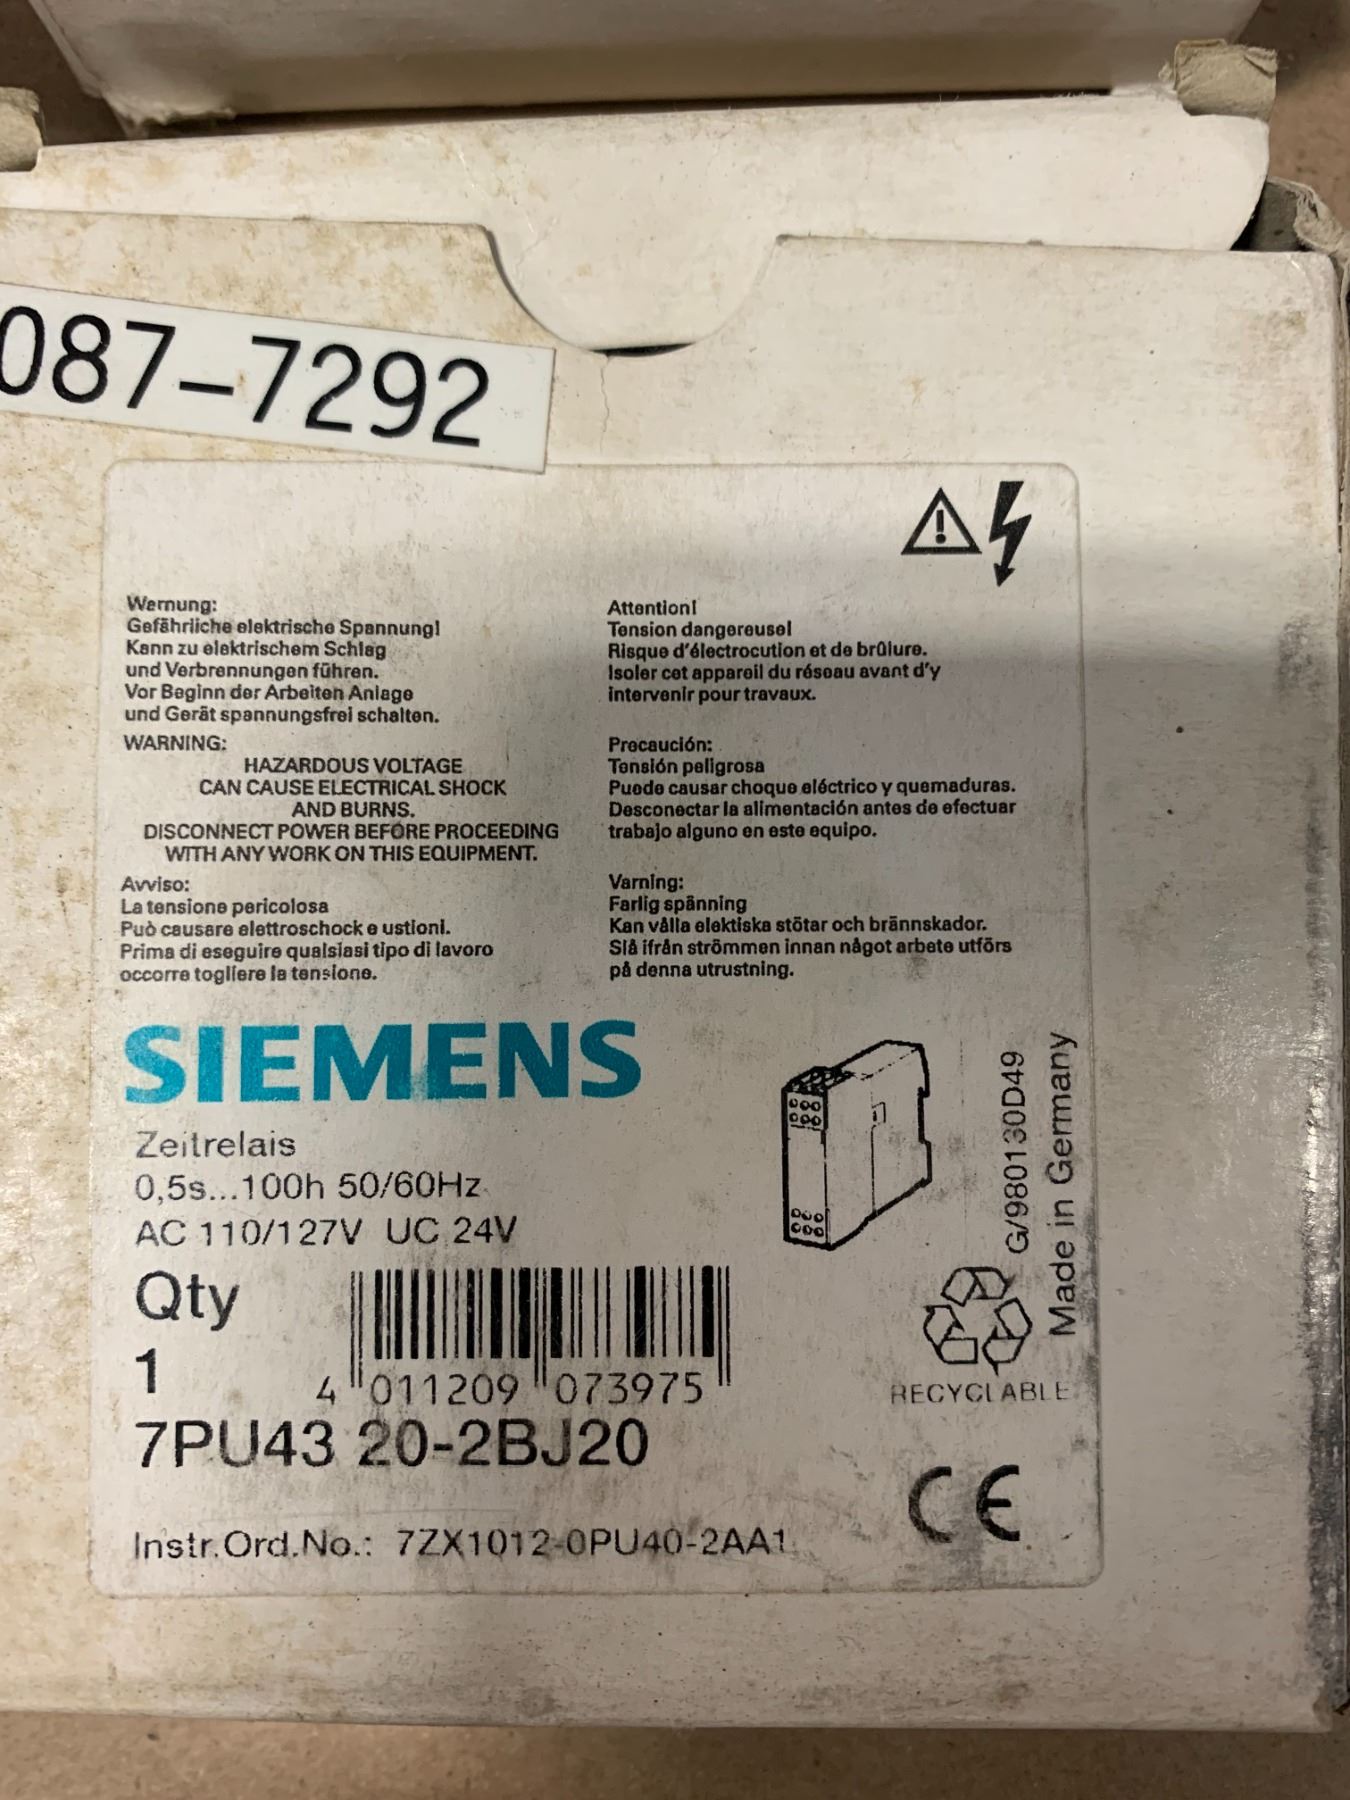 087-7292
Warnung:
Gefährliche elektrische Spannung!
Kann zu elektrischem Schlag
und Verbrennungen führen.
Vor Beginn der Arbeiten Anlage
und Gerät spannungsfrei schalten.
WARNING:
HAZARDOUS VOLTAGE
CAN CAUSE ELECTRICAL SHOCK
AND BURNS.
DISCONNECT POWER BEFORE PROCEEDING
WITH ANY WORK ON THIS EQUIPMENT.
Avviso:
La tensione pericolosa
Può causare elettroschock e ustioni.
Prima di eseguire qualsiasi tipo di lavoro
occorre togliere la tensione.
Attention!
Tension dangereuse!
Risque d'électrocution et de brûlure.
Isoler cet appareil du réseau avant d'y
intervenir pour travaux.
Precaución:
Tensión peligrosa
Puede causar choque eléctrico y quemaduras.
Desconectar la alimentación antes de efectuar
trabajo alguno en este equipo.
Varning:
Farlig spänning
Kan vålla elektiska stötar och brännskador.
Slå ifrån strömmen innan något arbete utförs
på denna utrustning.
SIEMENS
Zeitrelais
0,5s...100h 50/60Hz
AC 110/127V UC 24V
Qty
1
4 011209 073975
7PU43 20-2BJ20
Instr.Ord.No.: 7ZX1012-0PU40-2AA1
G/980130D49
Made in Germany
RECYCLABLE
CE